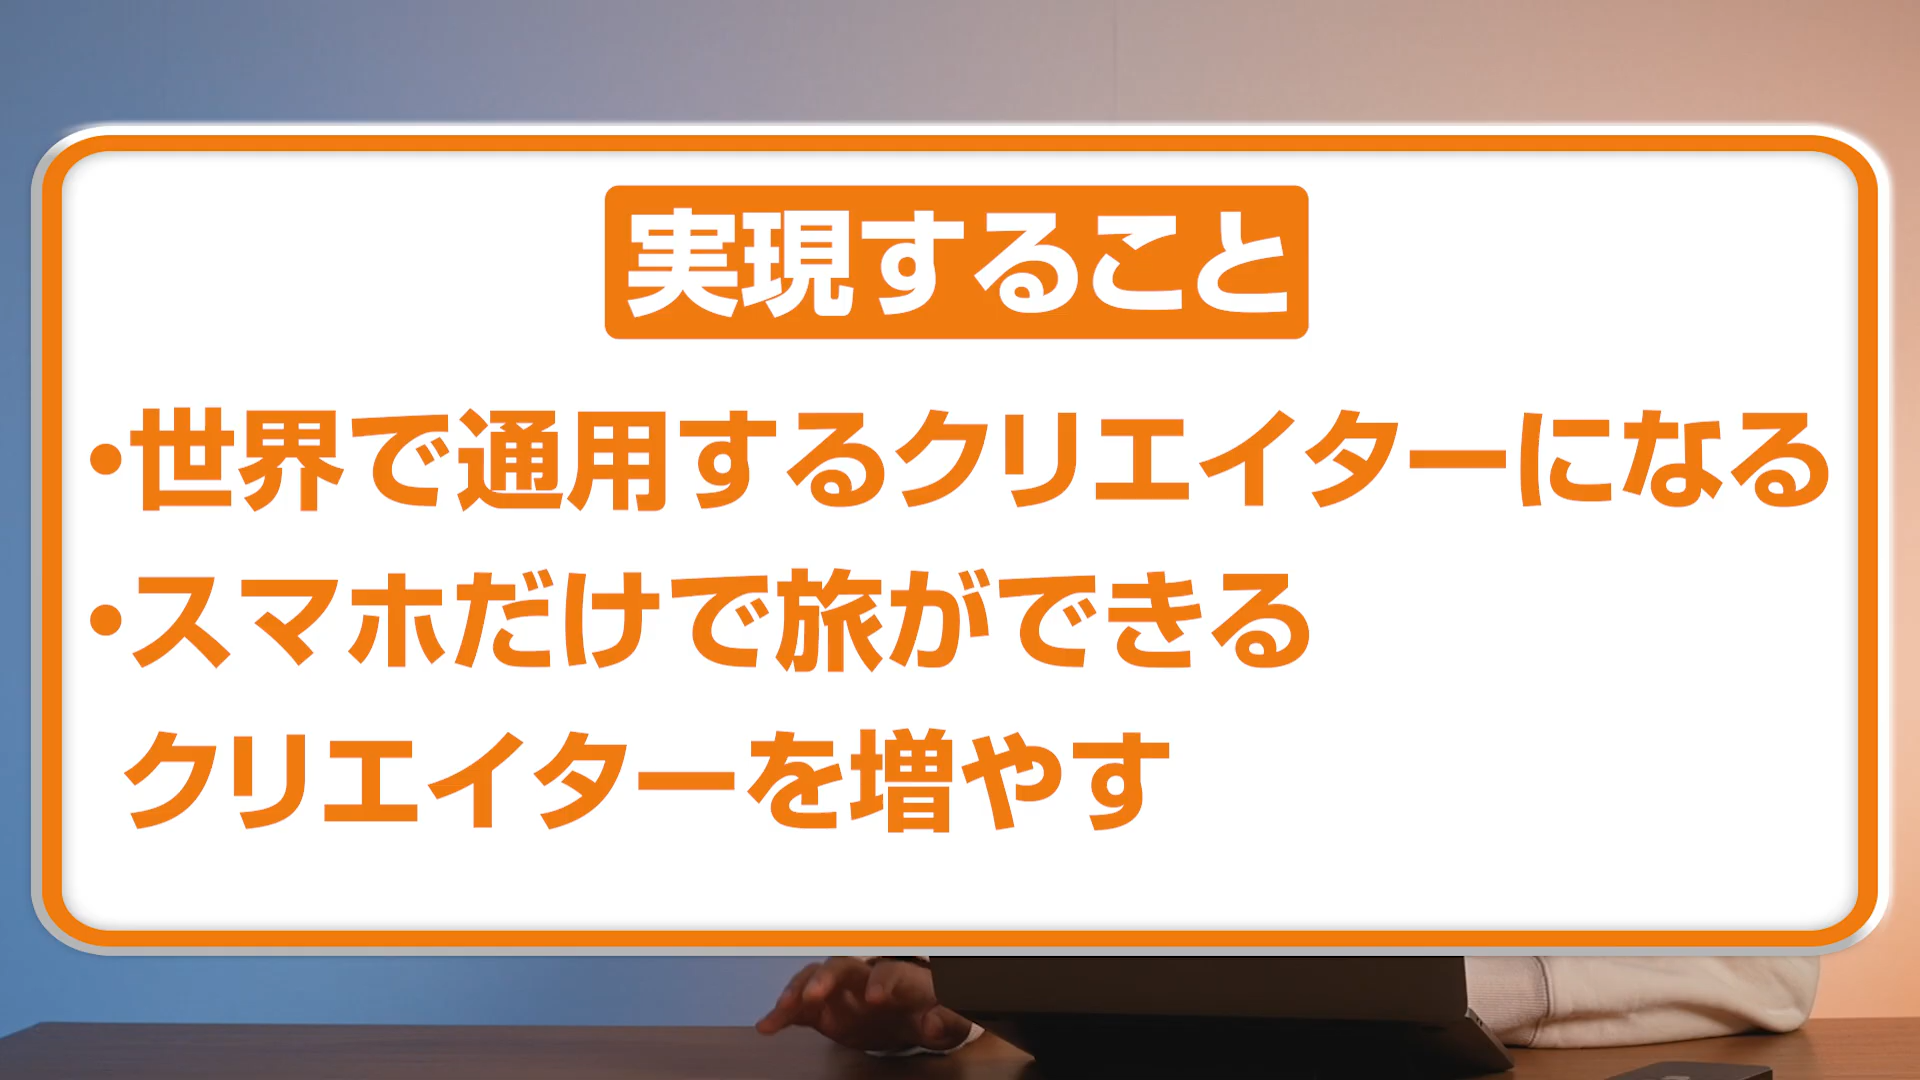 実現すること
・世界で通用するクリエイターになる
・スマホだけで旅ができる
クリエイターを増やす